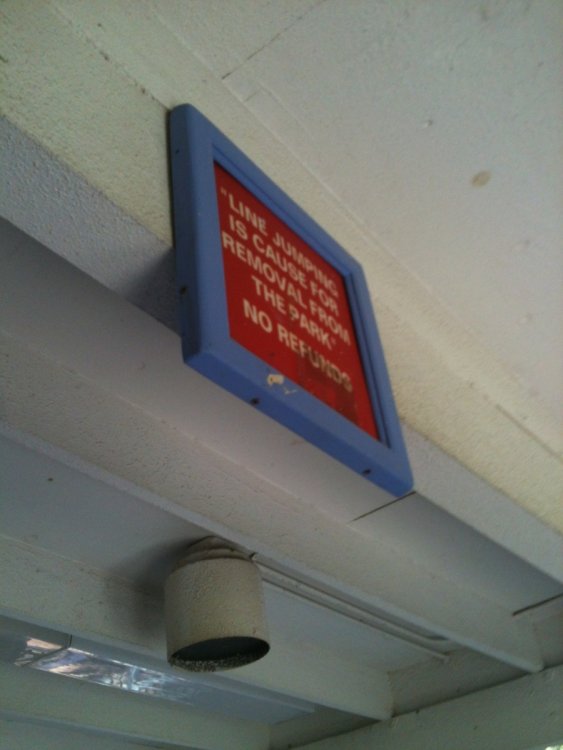 "LINE JUMPING
IS CAUSE FOR
REMOVAL FROM
THE PARK"
NO REFUNDS